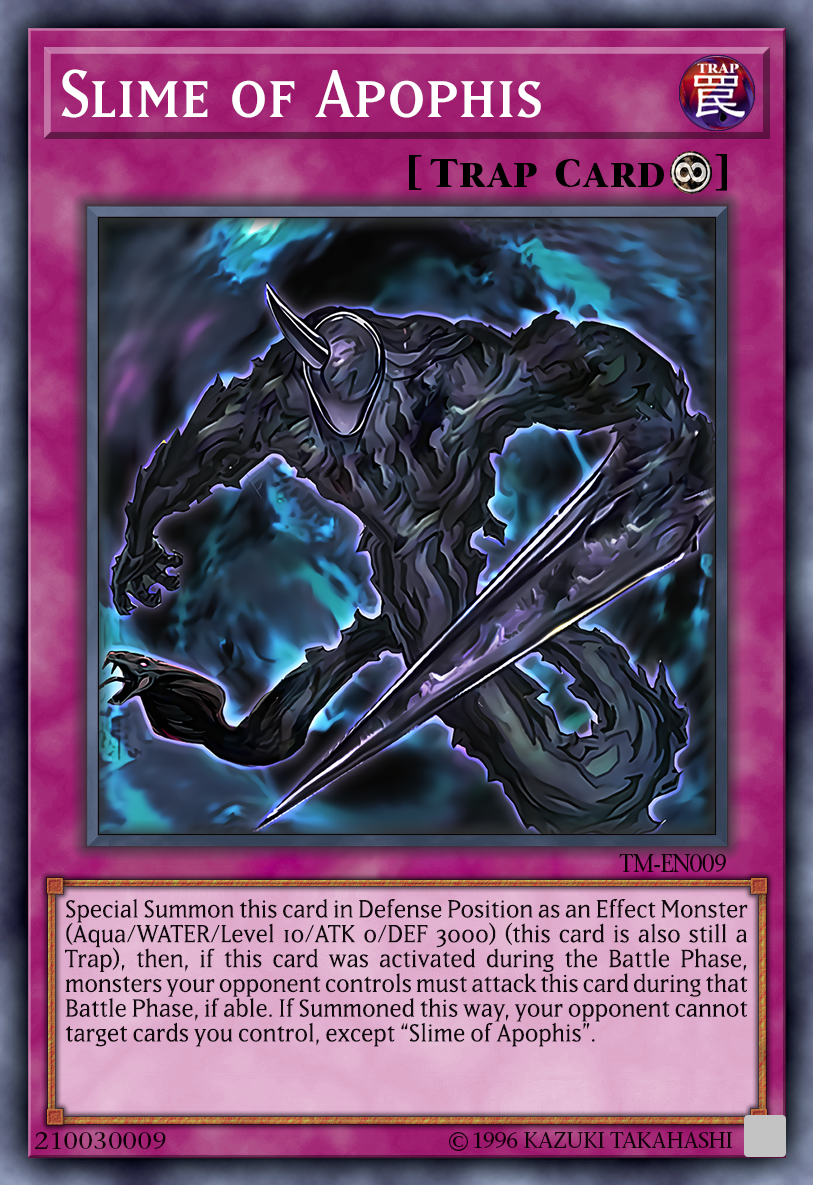 Slime of Apophis
TRAP
罠
[Trap Card♾]
TM-EN009
Special Summon this card in Defense Position as an Effect Monster
(Aqua/WATER/Level 10/ATK 0/DEF 3000) (this card is also still a
Trap), then, if this card was activated during the Battle Phase,
monsters your opponent controls must attack this card during that
Battle Phase, if able. If Summoned this way, your opponent cannot
target cards you control, except “Slime of Apophis”.
210030009
© 1996 KAZUKI TAKAHASHI